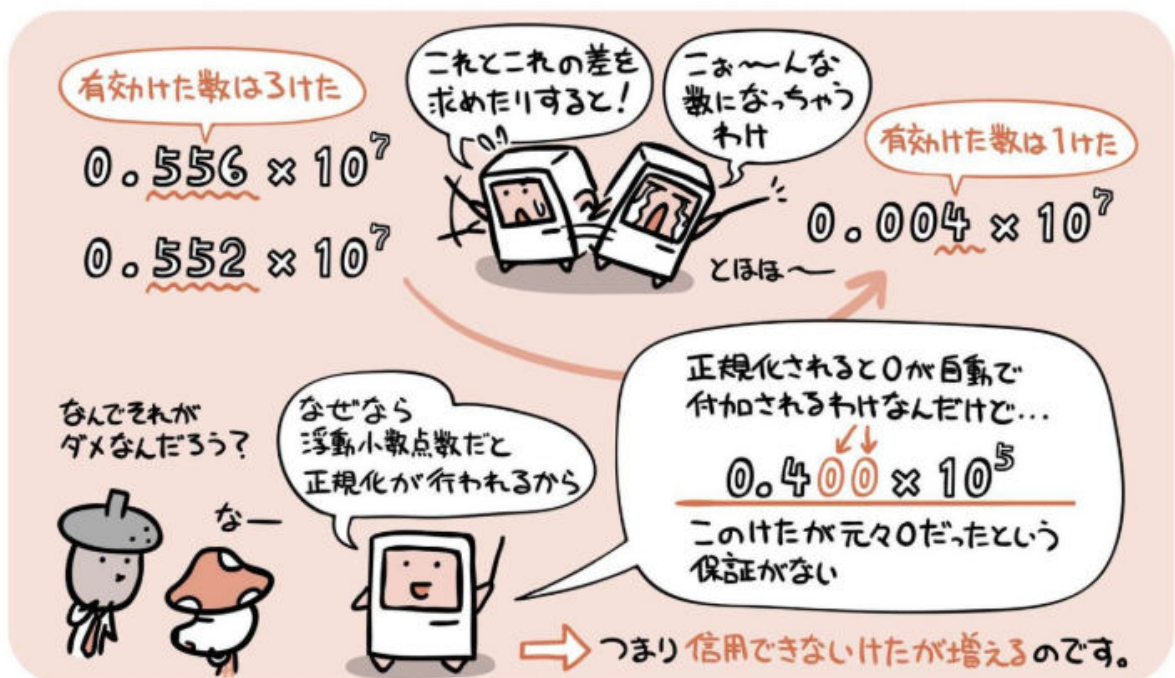 有効けた数は3けた
0.556 × 10⁷
0.552 × 10⁷
これとこれの差を
求めたりすると！
こぉ〜〜んな
数になっちゃう
わけ
有効けた数は1けた
0.004 × 10⁷
とほほ〜
なんでそれが
ダメなんだろう？
なー
なぜなら
浮動小数点数だと
正規化が行われるから
正規化されると0が自動で
付加されるわけなんだけど…
0.400 × 10⁵
このけたが元々0だったという
保証がない
つまり信用できないけたが増えるのです。